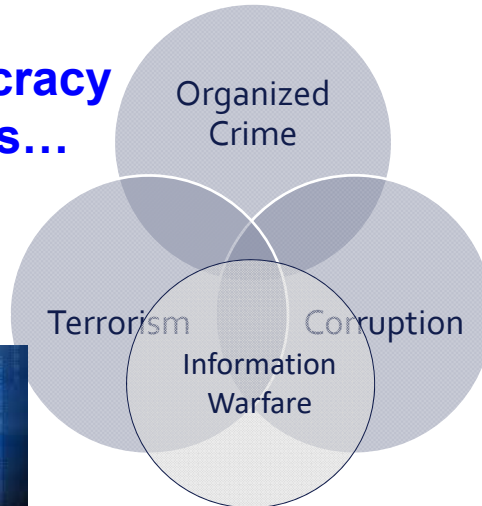 cracy
s…
Organized
Crime
Terrorism
Corruption
Information
Warfare